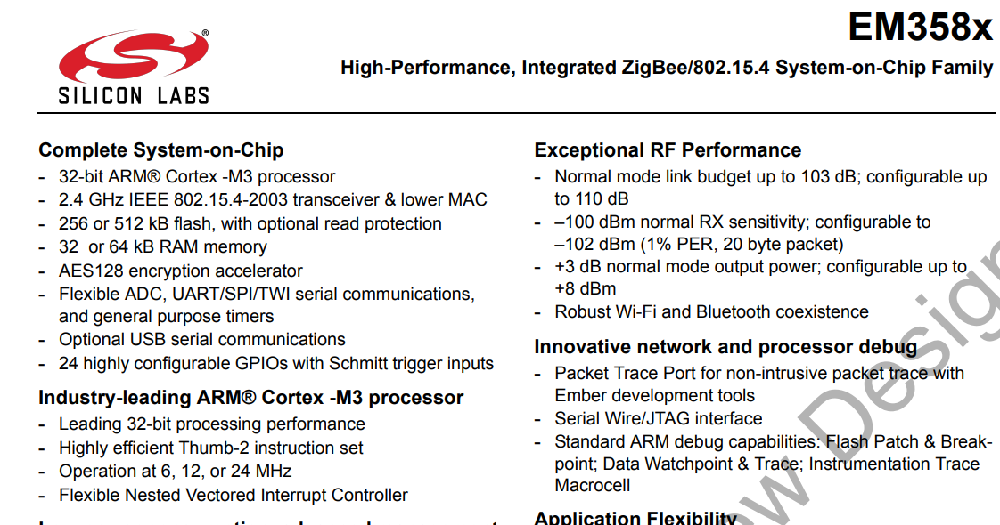 EM358x
High-Performance, Integrated ZigBee/802.15.4 System-on-Chip Family
®
SILICON LABS
Complete System-on-Chip
- 32-bit ARM® Cortex -M3 processor
- 2.4 GHz IEEE 802.15.4-2003 transceiver & lower MAC
- 256 or 512 kB flash, with optional read protection
- 32 or 64 kB RAM memory
- AES128 encryption accelerator
- Flexible ADC, UART/SPI/TWI serial communications,
and general purpose timers
- Optional USB serial communications
- 24 highly configurable GPIOs with Schmitt trigger inputs
Industry-leading ARM® Cortex -M3 processor
- Leading 32-bit processing performance
- Highly efficient Thumb-2 instruction set
- Operation at 6, 12, or 24 MHz
- Flexible Nested Vectored Interrupt Controller
Exceptional RF Performance
- Normal mode link budget up to 103 dB; configurable up
to 110 dB
- –100 dBm normal RX sensitivity; configurable to
–102 dBm (1% PER, 20 byte packet)
- +3 dB normal mode output power; configurable up to
+8 dBm
- Robust Wi-Fi and Bluetooth coexistence
Innovative network and processor debug
- Packet Trace Port for non-intrusive packet trace with
Ember development tools
- Serial Wire/JTAG interface
- Standard ARM debug capabilities: Flash Patch & Break-
point; Data Watchpoint & Trace; Instrumentation Trace
Macrocell
Application Flexibility